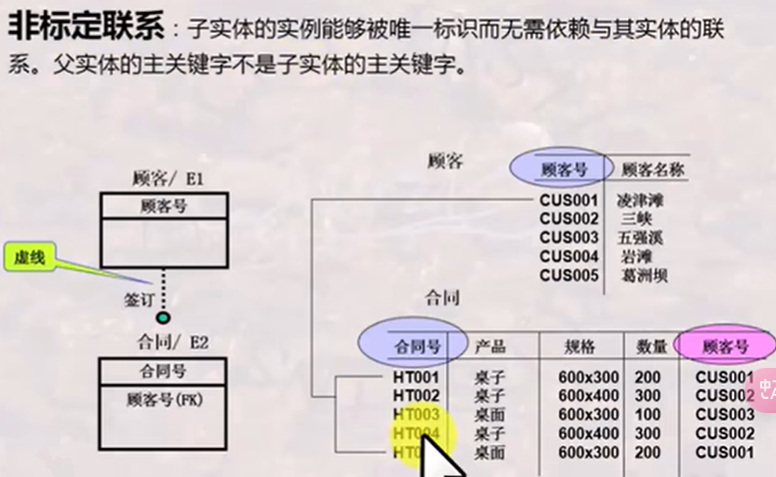 非标定联系：子实体的实例能够被唯一标识而无需依赖与其实体的联
系。父实体的主关键字不是子实体的主关键字。
顾客/ E1
顾客号
虚线
签订
合同/ E2
合同号
顾客号(FK)
顾客
顾客号 顾客名称
CUS001 凌津滩
CUS002 三峡
CUS003 五强溪
CUS004 岩滩
CUS005 葛洲坝
合同
合同号 产品 规格 数量 顾客号
HT001 桌子 600x300 200 CUS001
HT002 桌子 600x400 300 CUS002
HT003 桌面 600x300 100 CUS003
HT004 桌子 600x400 300 CUS002
桌面 600x300 200 CUS001